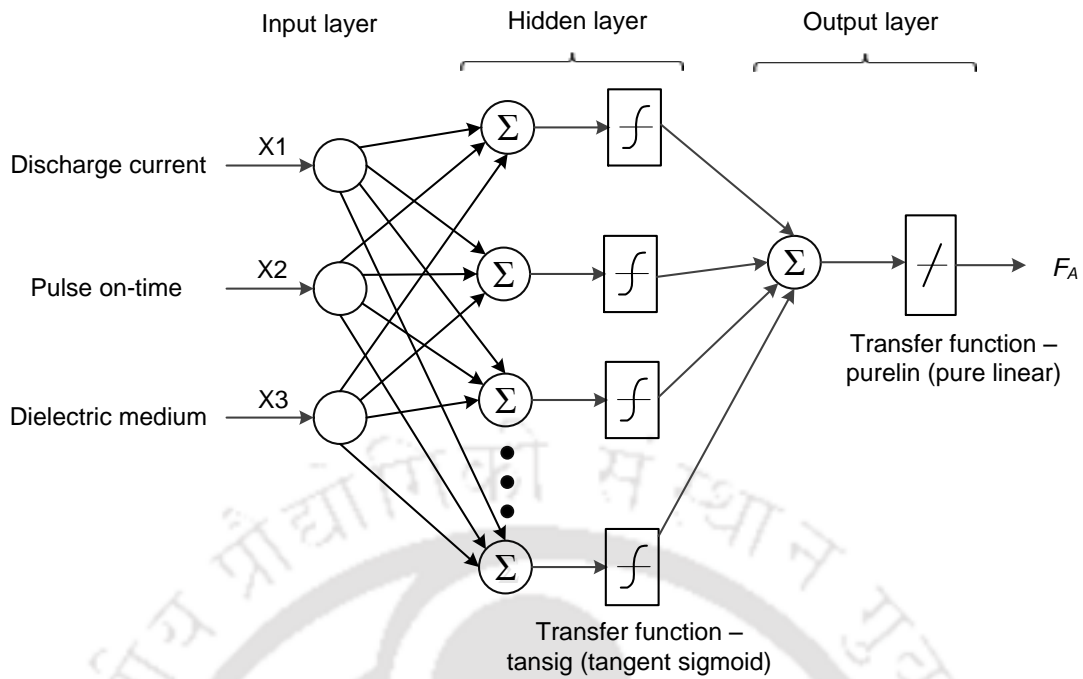 Input layer
Hidden layer
Output layer
Discharge current
X1
Σ
Pulse on-time
X2
Σ
Σ
F_A
Transfer function –
purelin (pure linear)
Dielectric medium
X3
Σ
Σ
Transfer function –
tansig (tangent sigmoid)